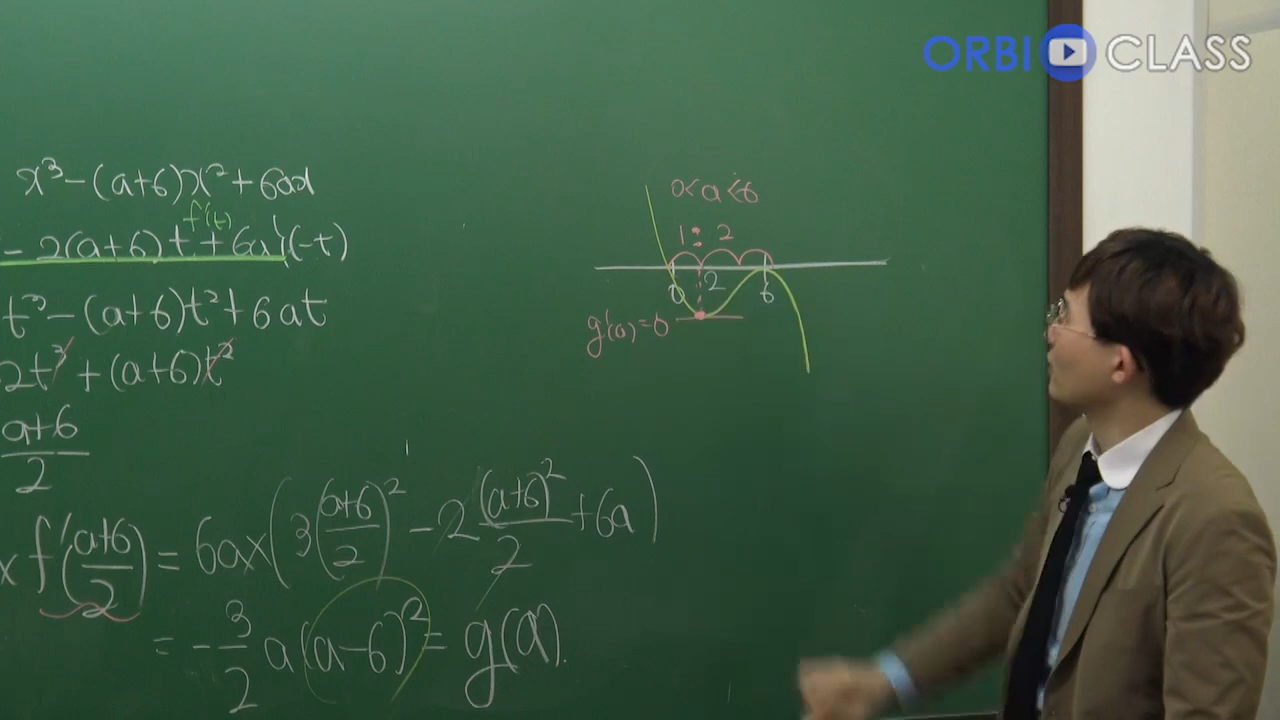 ORBI CLASS
x³-(a+6)x²+6ax
f'(t)
- 2(a+6)t+6a)(-t)
t³-(a+6)t²+6at
2t³+(a+6)t²
a+6
2
x f'((a+6)/2) = 6ax(3((a+6)/2)²-2(a+6)²/2+6a)
= -3/2 a(a-6)² = g(a).
0<a<6
1:2
0 2 6
g'(a)=0